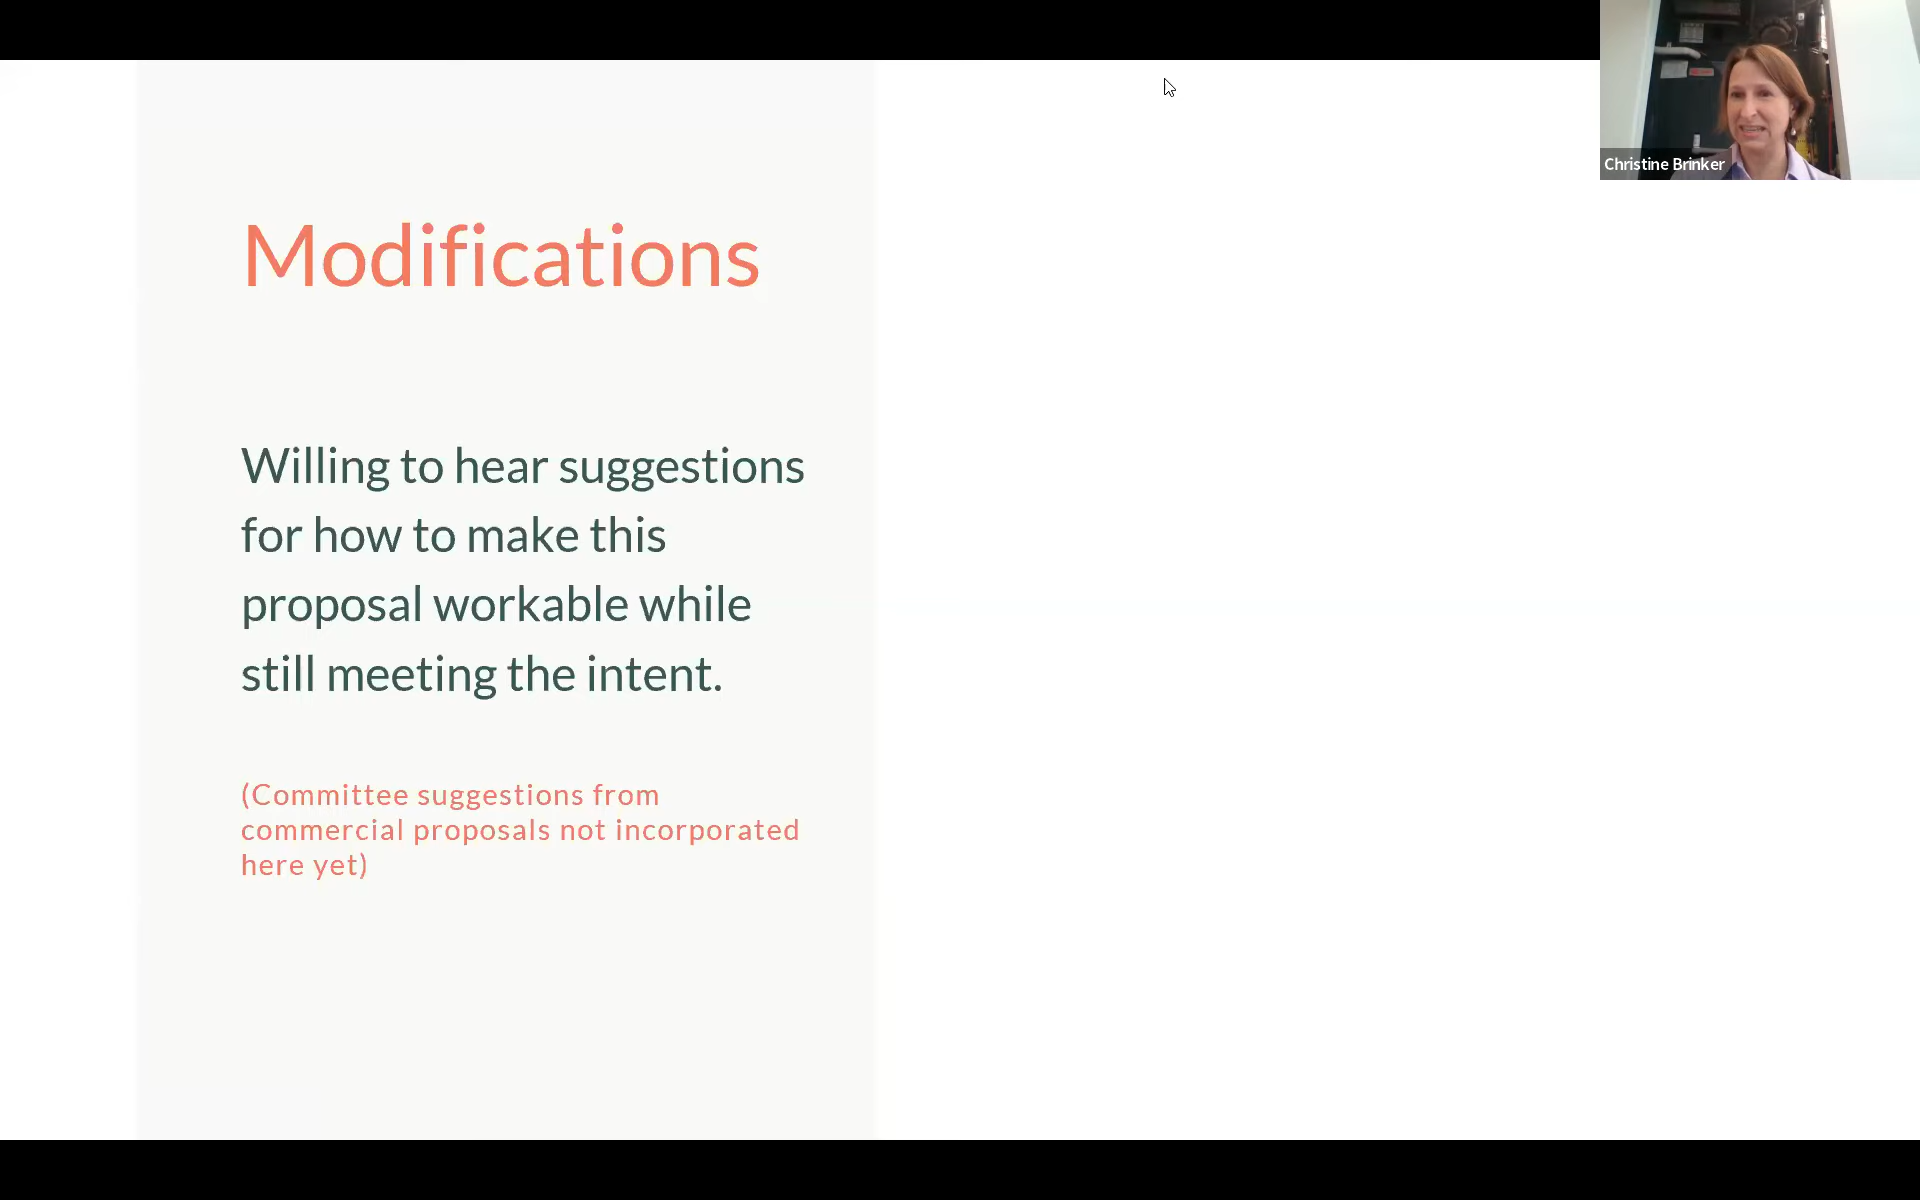 Christine Brinker
Modifications
Willing to hear suggestions
for how to make this
proposal workable while
still meeting the intent.
(Committee suggestions from
commercial proposals not incorporated
here yet)